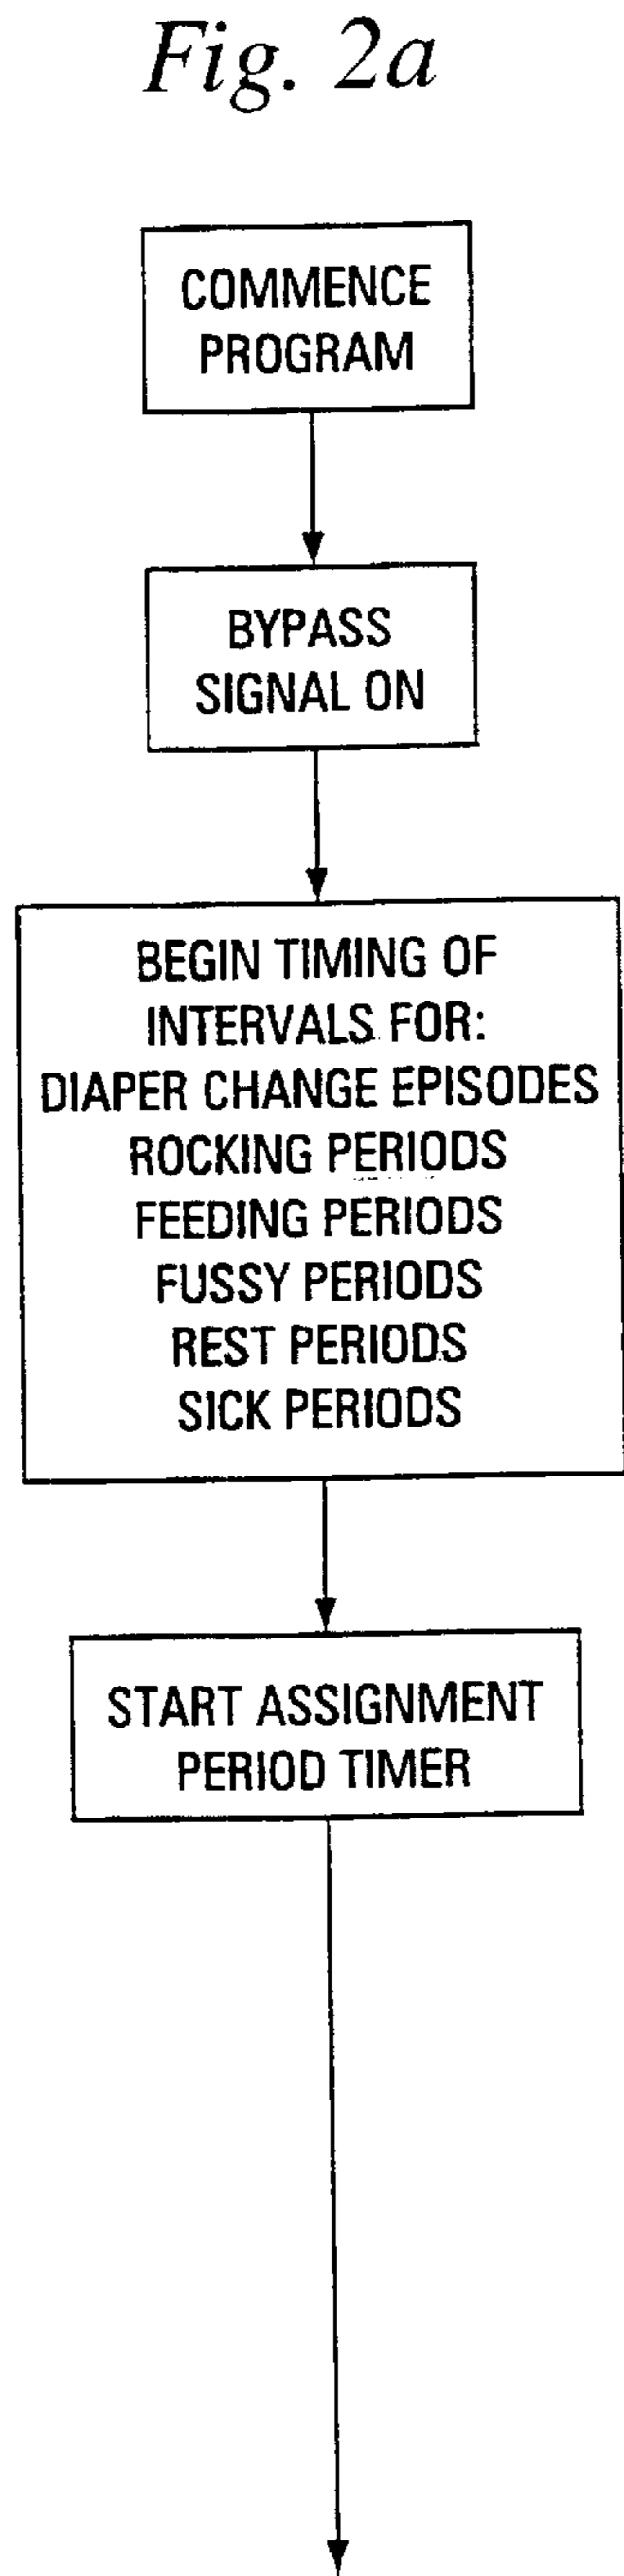 Fig. 2a
COMMENCE
PROGRAM
BYPASS
SIGNAL ON
BEGIN TIMING OF
INTERVALS FOR:
DIAPER CHANGE EPISODES
ROCKING PERIODS
FEEDING PERIODS
FUSSY PERIODS
REST PERIODS
SICK PERIODS
START ASSIGNMENT
PERIOD TIMER